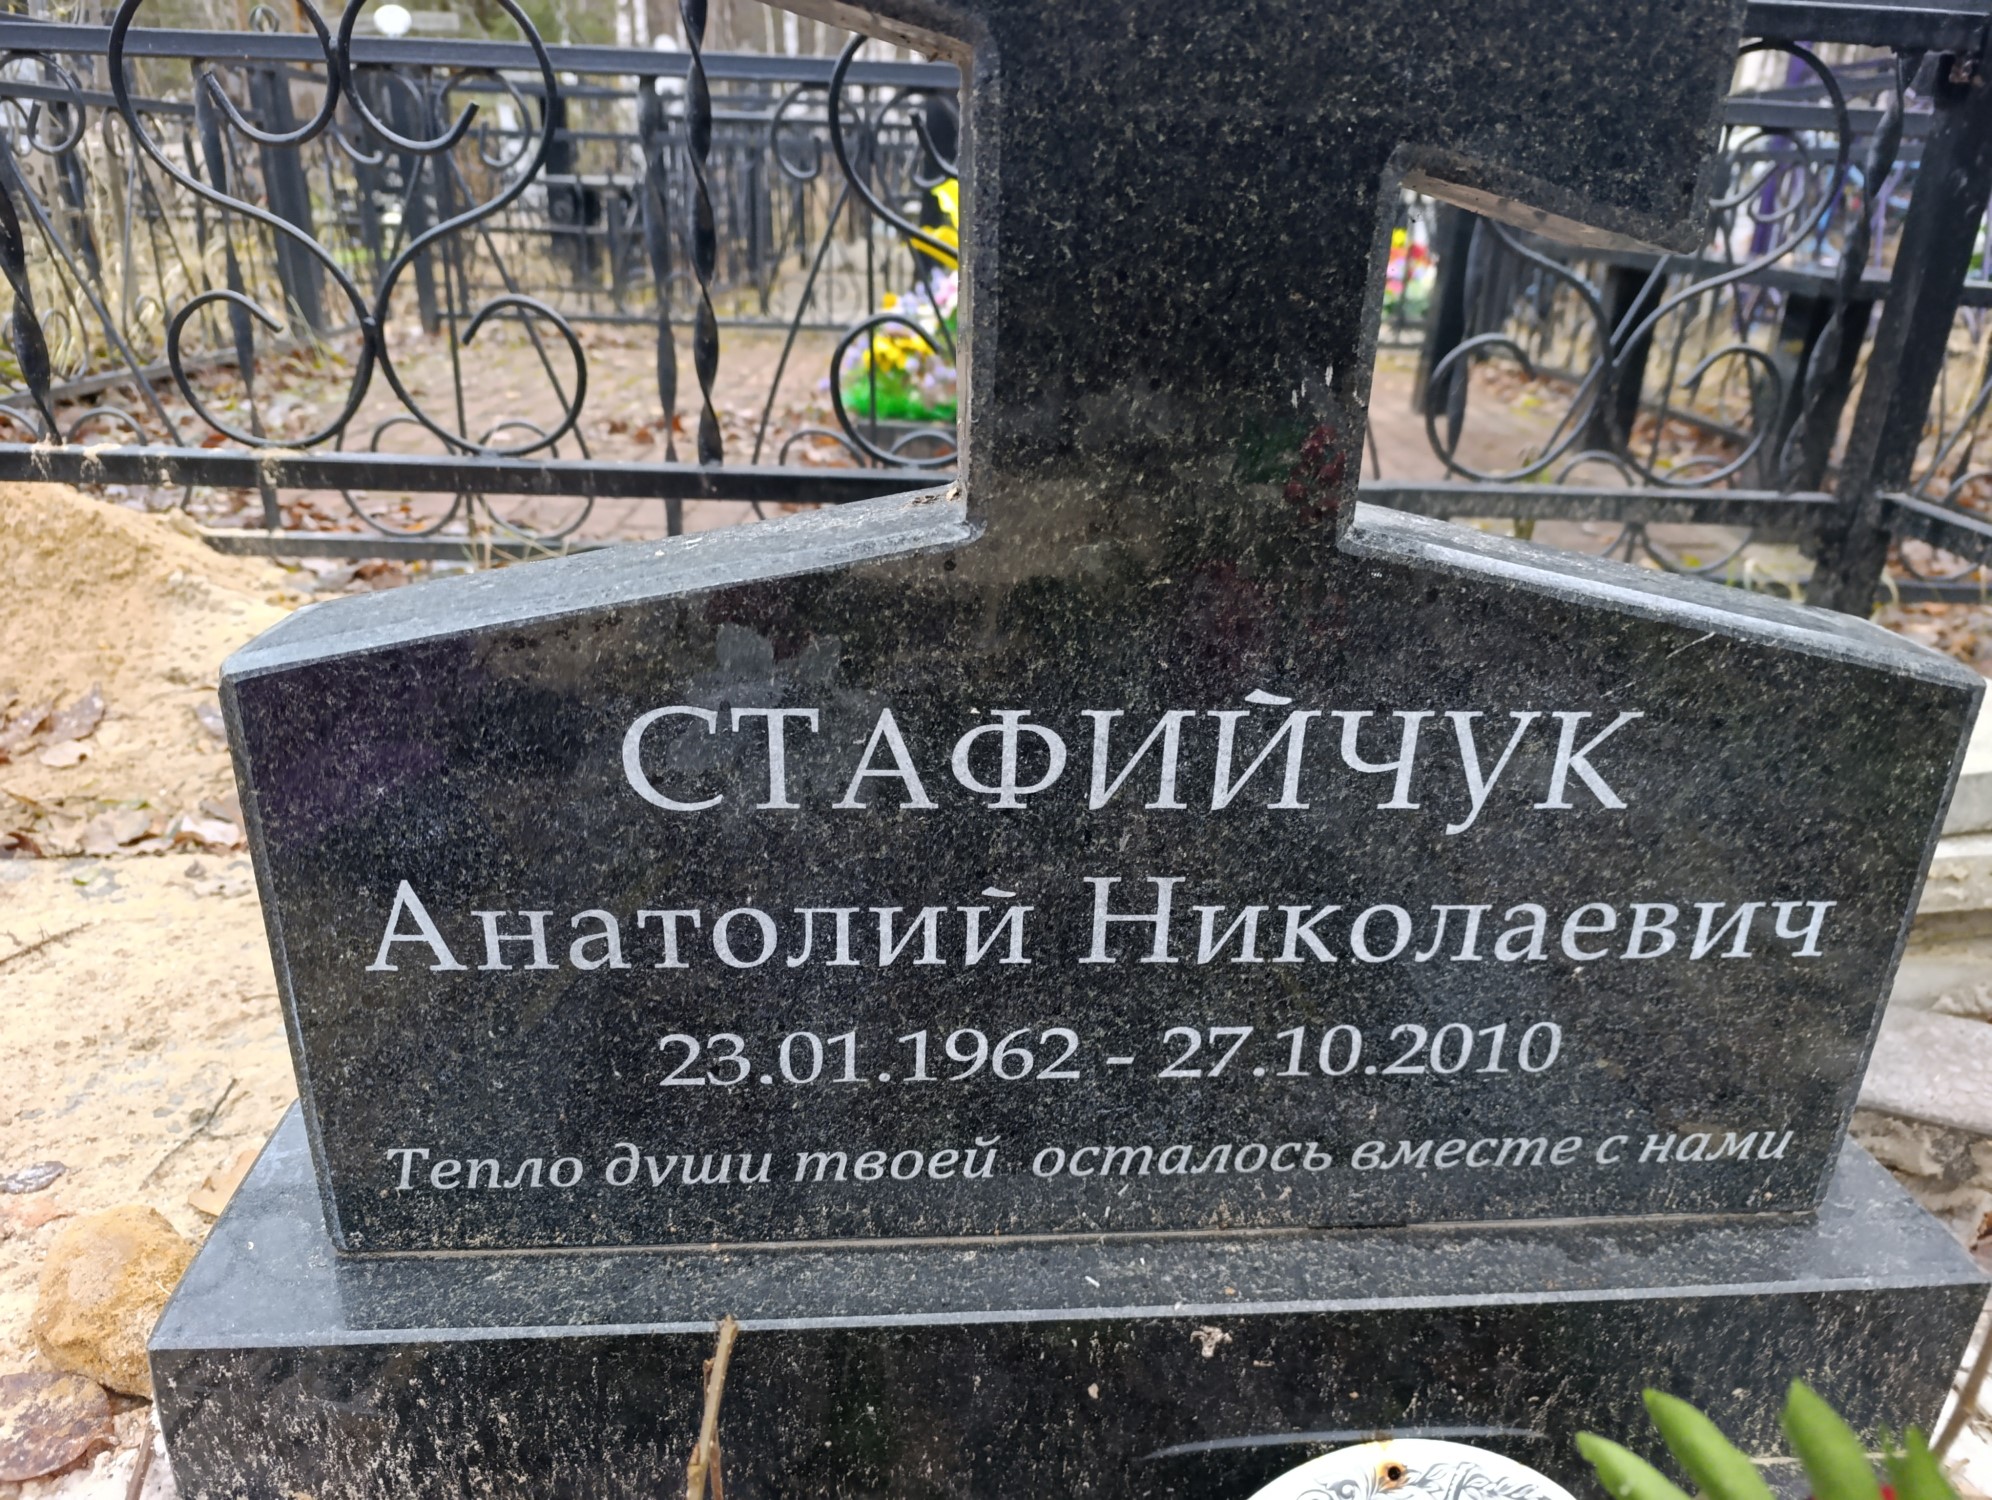 СТАФИЙЧУК
Анатолий Николаевич
23.01.1962 - 27.10.2010
Тепло души твоей осталось вместе с нами